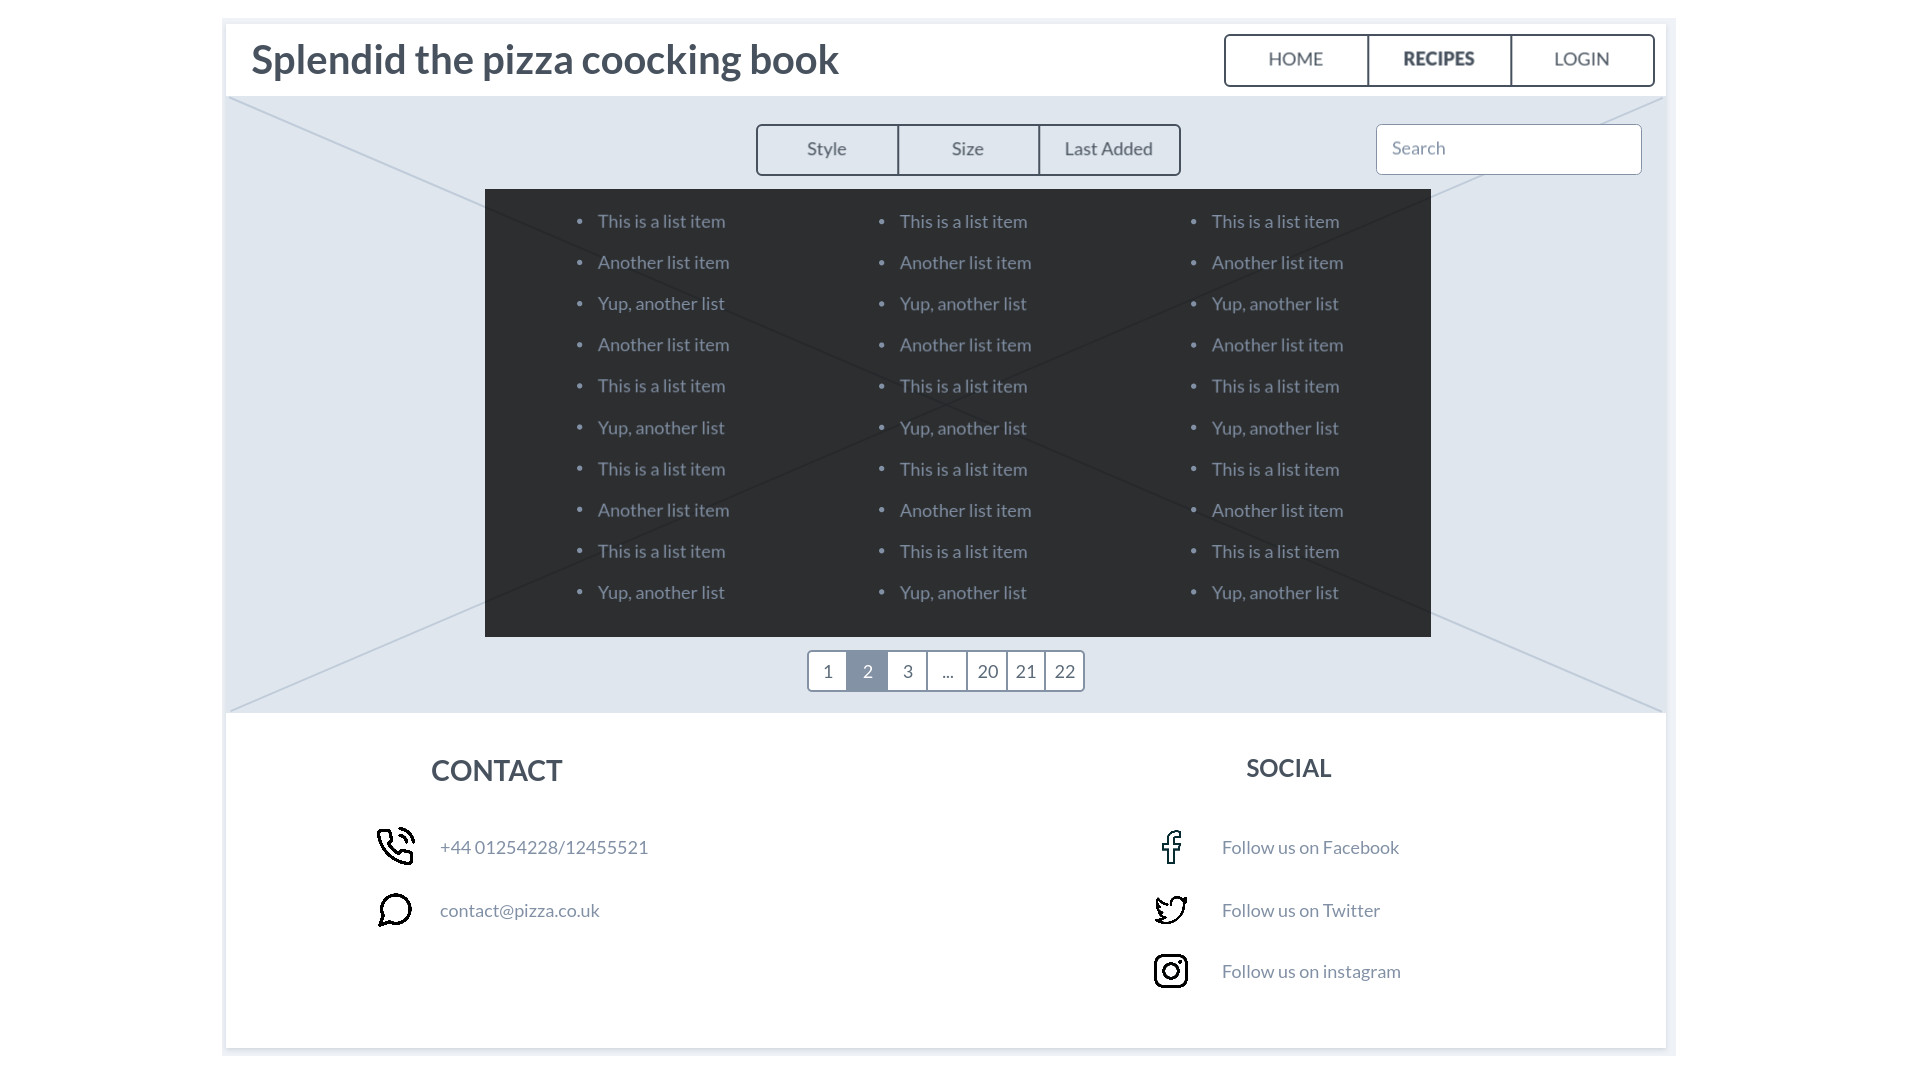 Splendid the pizza coocking book
HOME RECIPES LOGIN
Style Size Last Added
Search
This is a list item
Another list item
Yup, another list
Another list item
This is a list item
Yup, another list
This is a list item
Another list item
This is a list item
Yup, another list
This is a list item
Another list item
Yup, another list
Another list item
This is a list item
Yup, another list
This is a list item
Another list item
This is a list item
Yup, another list
This is a list item
Another list item
Yup, another list
Another list item
This is a list item
Yup, another list
This is a list item
Another list item
This is a list item
Yup, another list
1 2 3 ... 20 21 22
CONTACT
+44 01254228/12455521
contact@pizza.co.uk
SOCIAL
Follow us on Facebook
Follow us on Twitter
Follow us on instagram